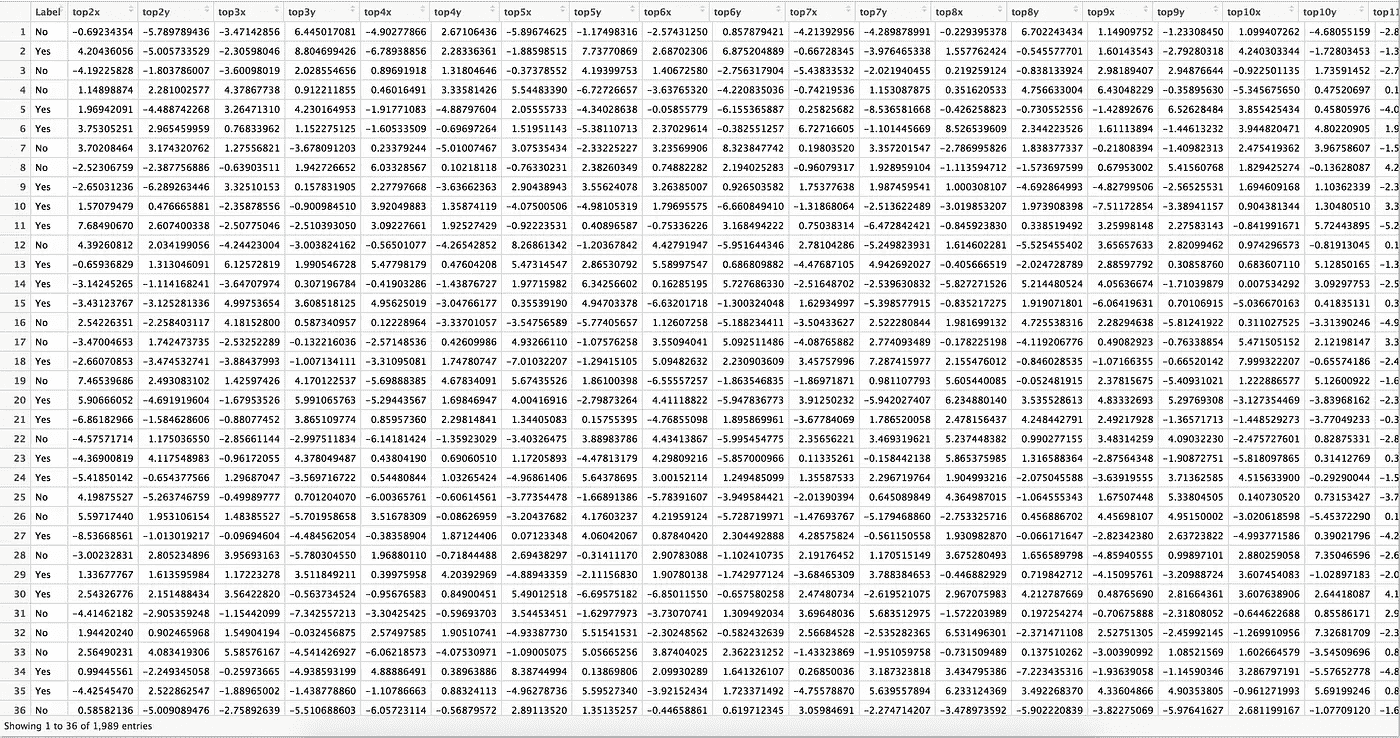 Label top2x top2y top3x top3y top4x top4y top5x top5y top6x top6y top7x top7y top8x top8y top9x top9y top10x top10y top11
1 No −0.69234354 −5.789789436 −3.47142856 6.445017081 −4.90277866 2.67106436 −5.89674625 −1.17498316 −2.57431250 0.857879421 −4.21392956 −4.289878991 −0.229395378 6.702243434 1.14909752 −1.23308450 1.099407262 −4.68055159 −2.8
2 Yes 4.20436056 −5.005733529 −2.30598046 8.804699426 −6.78938856 2.28336361 −1.88598515 7.73770869 2.68702306 6.875204889 −0.66728345 −3.976465338 1.557762424 −0.545577701 1.60143543 −2.79280318 4.240303344 −1.72803453 −1.3
3 No −4.19225828 −1.803786007 −3.60098019 2.028554656 0.89691918 1.31804646 −0.37378552 4.19399753 1.40672580 −2.756317904 −5.43833532 −2.021940455 0.219259124 −0.838133924 2.98189407 2.94876644 −0.922501135 1.73591452 −2.7
4 No 1.14898874 2.281002577 4.37867738 0.912211855 0.46016491 3.33581426 5.54483390 −6.72726657 −3.63765320 −4.220835036 −0.74219536 1.153087875 0.351620533 4.756633004 6.43048229 −0.35895630 −5.345675650 0.47520697 0.1
5 Yes 1.96942091 −4.488742268 3.26471310 4.230164953 −1.91771083 −4.88797604 2.05555733 −4.34028638 −0.05855779 −6.155365887 0.25825682 −8.536581668 −0.426258823 −0.730552556 −1.42892676 6.52628484 3.855425434 0.45805976 −4.0
6 Yes 3.75305251 2.965459959 0.76833962 1.152275125 −1.60533509 −0.69697264 1.51951143 −5.38110713 2.37029614 −0.382551257 6.72716605 −1.101445669 8.526539609 2.344223526 1.61113894 −1.44613232 3.944820471 4.80220905 1.9
7 No 3.70208464 3.174320762 1.27556821 −3.678091203 0.23379244 −5.01007467 3.07535434 −2.33225227 3.23569906 8.323847742 0.19803520 3.357201547 −2.786995826 1.838377337 −0.21808394 −1.40982313 2.475419362 3.96758607 −1.5
8 No −2.52306759 −2.387756886 −0.63903511 1.942726652 6.03328567 0.10218118 −0.76330231 2.38260349 0.74882282 2.194025283 −0.96079317 1.928959104 −1.113594712 −1.573697599 0.67953002 5.41560768 1.829425274 −0.13628087 4.2
9 Yes −2.65031236 −6.289263446 3.32510153 0.157831905 2.27797668 −3.63662363 2.90438943 3.55624078 3.26385007 0.926503582 1.75377638 1.987459541 1.000308107 −4.692864993 −4.82799506 −2.56525531 1.694609168 1.10362339 −2.3
10 Yes 1.57079479 0.476665881 −2.35878556 −0.900984510 3.92049883 1.35874119 −4.07500506 −4.98105319 1.79695575 −6.660849410 −1.31868064 −2.513622489 −3.019853207 1.973908398 −7.51172854 −3.38941157 0.904381344 1.30480510 3.3
11 Yes 7.68490670 2.607400338 −2.50775046 −2.510393050 3.09227661 1.92527429 −0.92223531 0.40896587 −0.75336226 3.168494222 0.75038314 −6.472842421 −0.845923830 0.338519492 3.25998148 2.27583143 −0.841991671 5.72443895 −5.2
12 No 4.39260812 2.034199056 −4.24423004 −3.003824162 −0.56501077 −4.26542852 8.26861342 −1.20367842 4.42791947 −5.951644346 2.78104286 −5.249823931 1.614602281 −5.525455402 3.65657633 2.82099462 0.974296573 −0.81913045 0.1
13 Yes −0.65936829 1.313046091 6.12572819 1.990546728 5.47798179 0.47604208 5.47314547 2.86530792 5.58997547 0.686809882 −4.47687105 4.942692027 −0.405666519 −2.024728789 2.88597792 0.30858760 0.683607110 5.12850165 −1.3
14 Yes −3.14245265 −1.114168241 −3.64707974 0.307196784 −0.41903286 −1.43876727 1.97715982 6.34256602 0.16285195 5.727686330 −2.51648702 −2.539630832 −5.827271526 5.214480524 4.05636674 −1.71039879 0.007534292 3.09297753 −2.5
15 Yes −3.43123767 −3.125281336 4.99753654 3.608518125 4.95625019 −3.04766177 0.35539190 4.94703378 −6.63201718 −1.300324048 1.62934997 −5.398577915 −0.835217275 1.919071801 −6.06419631 0.70106915 −5.036670163 0.41835131 0.3
16 No 2.54226351 −2.258403117 4.18152800 0.587340957 0.12228964 −3.33701057 −3.54756589 −5.77405657 1.12607258 −5.188234411 −3.50433627 2.522280844 1.981699132 4.725538316 2.28294638 −5.81241922 0.311027525 −3.31390246 −4.9
17 No −3.47004653 1.742473735 −2.53252289 −0.132216036 −2.57148536 0.42609986 4.93266110 −1.07576258 3.55094041 5.092511486 −4.08765882 2.774093489 −0.178225198 −4.119206776 0.49082923 −0.76338854 5.471505152 2.12198147 3.3
18 Yes −2.66070853 −3.474532741 −3.88437993 −1.007134111 −3.31095081 1.74780747 −7.01032207 −1.29415105 5.09482632 2.230903609 3.45757996 7.287415977 2.155476012 −0.846028535 −1.07166355 −0.66520142 7.999322207 −0.65574186 −2.4
19 No 7.46539686 2.493083102 1.42597426 4.170122537 −5.69888385 4.67834091 5.67435526 1.86100398 −6.55557257 −1.863546835 −1.86971871 0.981107793 5.605440085 −0.052481915 2.37815675 −5.40931021 1.222886577 5.12600922 −1.6
20 Yes 5.90666052 −4.691919604 −1.67953526 5.991065763 −5.29443567 1.69846947 4.00416916 −2.79873264 4.41118822 −5.947836773 3.91250232 −5.942027407 6.234880140 3.535528613 4.83332693 5.29769308 −3.127354469 −3.83968162 −2.5
21 Yes −6.86182966 −1.584628606 −0.88077452 3.865109774 0.85957360 2.29814841 1.34405083 0.15755395 −4.76855098 1.895869961 −3.67784069 1.786520058 2.478156437 4.248442791 2.49217928 −1.36571713 −1.448529273 −3.77049233 −0.3
22 No −4.57571714 1.175036550 −2.85661144 −2.997511834 −6.14181424 −1.35923029 −3.40326475 3.88983786 4.43413867 −5.995454775 2.35656221 3.469319621 5.237448382 0.990277155 3.48314259 4.09032230 −2.475727601 0.82875331 −2.4
23 Yes −4.36900819 4.117548983 −0.96172055 4.378049487 0.43804190 0.69060510 1.17205893 −4.47813179 4.29809216 −5.857000966 0.11335261 −0.158442138 5.865375985 1.316588364 −2.87564348 −1.90872751 −5.818097865 0.31412769 0.3
24 Yes −5.41850142 −0.654377566 1.29687047 −3.569716722 0.54480844 1.03265424 −4.96861406 5.64378695 3.00152114 1.249485099 1.35587533 2.296719764 1.904993216 −2.075045588 −3.63919555 3.71362585 4.515633900 −0.29290044 −1.5
25 No 4.19875527 −5.263746759 −0.49989777 0.701204070 −6.00365761 −0.60614561 −3.77354478 −1.66891386 −5.78391607 −3.949584421 −2.01390394 0.645089849 4.364987015 −1.064555343 1.67507448 5.33804505 0.140730520 0.73153427 −3.7
26 No 5.59717440 1.953106154 1.48385527 −5.701958658 3.51678309 −0.08626959 −3.20437682 4.17603237 4.21959124 −5.728719971 −1.47693767 −5.179468860 −2.753325716 0.456886702 4.45698107 4.95150002 −3.020618598 −5.45372290 0.1
27 Yes −8.53668561 −1.013019217 −0.09694604 −4.484562054 −0.38358904 1.87124406 0.07123348 4.06042067 0.87840420 2.304492888 4.28575824 −0.561150558 1.130982930 −0.066171647 −2.82342380 2.63723822 −4.993771586 0.39021796 −4.2
28 No −3.00232831 2.805234896 3.95693163 −5.780304550 1.96880110 −0.71844488 2.69438297 −0.31411170 2.90783088 −1.102410735 2.19176452 1.170515149 3.675280493 1.656589798 −4.85940555 0.99897101 2.880259058 7.35046596 −2.6
29 Yes 1.33677767 1.613595984 1.17223278 3.511849211 0.39975958 4.20392969 −4.88943359 −2.11156830 1.90780138 −1.742977124 −3.68465309 3.788384653 −0.446882929 0.719842712 −4.15095761 −3.20988724 3.607454083 −1.02897183 −2.0
30 Yes 2.54326776 2.151488434 3.56422820 −0.563734524 −0.95676583 0.84900451 5.49012518 −6.69575182 −6.85011550 −0.657580258 2.47480734 −2.619521075 2.967075983 4.212787669 0.48765690 2.81664361 3.607638906 2.64418087 4.1
31 No −4.41462182 −2.905359248 −1.15442099 −7.342557213 −3.30425425 −0.59693703 3.54453451 −1.62977973 −3.73070741 1.309492034 3.69648036 5.683512975 −1.572203989 0.197254274 −0.70675888 −2.31808052 −0.644622688 0.85586171 2.9
32 No 1.94420240 0.902465968 1.54904194 −0.032456875 2.57497585 1.90510741 −4.93387730 5.51541531 −2.30248562 −0.582432639 2.56684528 −2.535282365 6.531496301 −2.371471108 2.52751305 −2.45992145 −1.269910956 7.32681709 −2.3
33 No 2.56490231 4.083419306 5.58576167 −4.541426927 −6.06218573 −4.07530971 −1.09005075 5.05665256 3.87404025 2.362231252 −1.43323869 −1.951059758 −0.731509489 0.137510262 −3.00390992 1.08521569 1.602664579 −3.54509696 0.8
34 Yes 0.99445561 −2.249345058 −0.25973665 −4.938593199 4.88886491 0.38963886 8.38744994 0.13869806 2.09930289 1.641326107 0.26850036 3.187323818 3.434795386 −7.223435316 −1.93639058 −1.14590346 3.286797191 −5.57652778 −4.8
35 Yes −4.42545470 2.522862547 −1.88965002 −1.438778860 −1.10786663 0.88324113 −4.96278736 5.59527340 −3.92152434 1.723371492 −4.75578870 5.639557894 6.233124369 3.492268370 4.33604866 4.90353805 −0.961271993 5.69199246 0.8
36 No 0.58582136 −5.009089476 −2.75892639 −5.510688603 −6.05723114 −0.56879572 2.89113520 1.35135257 −0.44658861 0.619712345 3.05984691 −2.274714207 −3.478973592 −5.902220839 −3.82275069 −5.97641627 2.681199167 −1.07709120 −1.6
Showing 1 to 36 of 1,989 entries